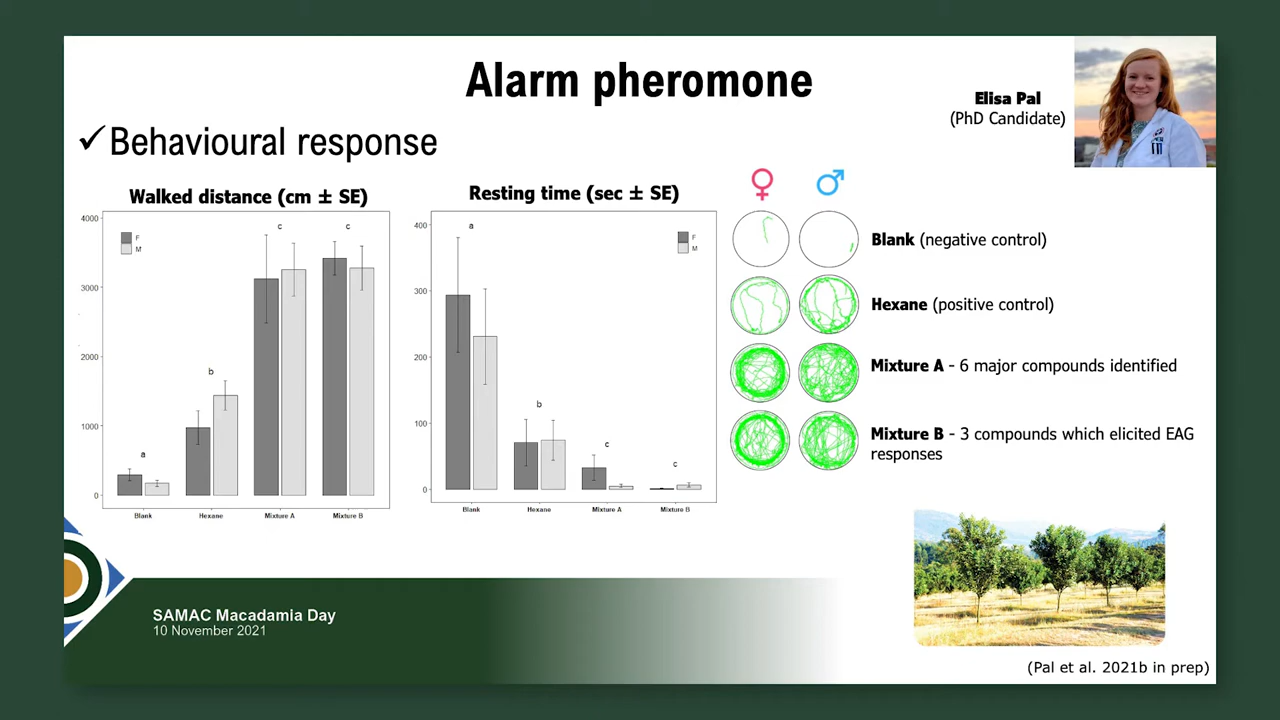 Alarm pheromone
Elisa Pal
(PhD Candidate)
✓Behavioural response
Walked distance (cm ± SE)
4000
3000
2000
1000
0
F
M
a
b
c
c
Blank
Hexane
Mixture A
Mixture B
Resting time (sec ± SE)
400
300
200
100
0
F
M
a
b
c
c
Blank
Hexane
Mixture A
Mixture B
♀ ♂
Blank (negative control)
Hexane (positive control)
Mixture A - 6 major compounds identified
Mixture B - 3 compounds which elicited EAG
responses
SAMAC Macadamia Day
10 November 2021
(Pal et al. 2021b in prep)